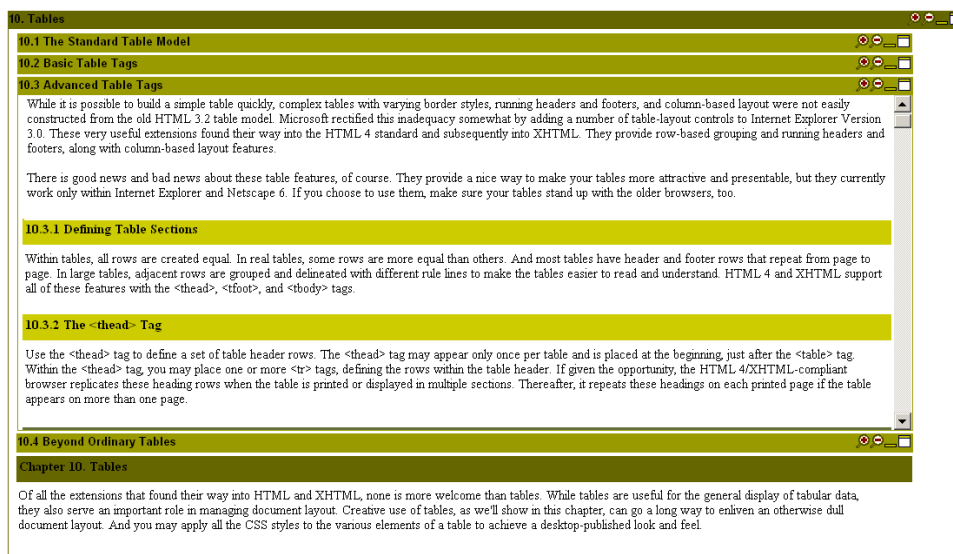 10. Tables
10.1 The Standard Table Model
10.2 Basic Table Tags
10.3 Advanced Table Tags
While it is possible to build a simple table quickly, complex tables with varying border styles, running headers and footers, and column-based layout were not easily
constructed from the old HTML 3.2 table model. Microsoft rectified this inadequacy somewhat by adding a number of table-layout controls to Internet Explorer Version
3.0. These very useful extensions found their way into the HTML 4 standard and subsequently into XHTML. They provide row-based grouping and running headers and
footers, along with column-based layout features.
There is good news and bad news about these table features, of course. They provide a nice way to make your tables more attractive and presentable, but they currently
work only within Internet Explorer and Netscape 6. If you choose to use them, make sure your tables stand up with the older browsers, too.
10.3.1 Defining Table Sections
Within tables, all rows are created equal. In real tables, some rows are more equal than others. And most tables have header and footer rows that repeat from page to
page. In large tables, adjacent rows are grouped and delineated with different rule lines to make the tables easier to read and understand. HTML 4 and XHTML support
all of these features with the <thead>, <tfoot>, and <tbody> tags.
10.3.2 The <thead> Tag
Use the <thead> tag to define a set of table header rows. The <thead> tag may appear only once per table and is placed at the beginning, just after the <table> tag.
Within the <thead> tag, you may place one or more <tr> tags, defining the rows within the table header. If given the opportunity, the HTML 4/XHTML-compliant
browser replicates these heading rows when the table is printed or displayed in multiple sections. Thereafter, it repeats these headings on each printed page if the table
appears on more than one page.
10.4 Beyond Ordinary Tables
Chapter 10. Tables
Of all the extensions that found their way into HTML and XHTML, none is more welcome than tables. While tables are useful for the general display of tabular data,
they also serve an important role in managing document layout. Creative use of tables, as we'll show in this chapter, can go a long way to enliven an otherwise dull
document layout. And you may apply all the CSS styles to the various elements of a table to achieve a desktop-published look and feel.